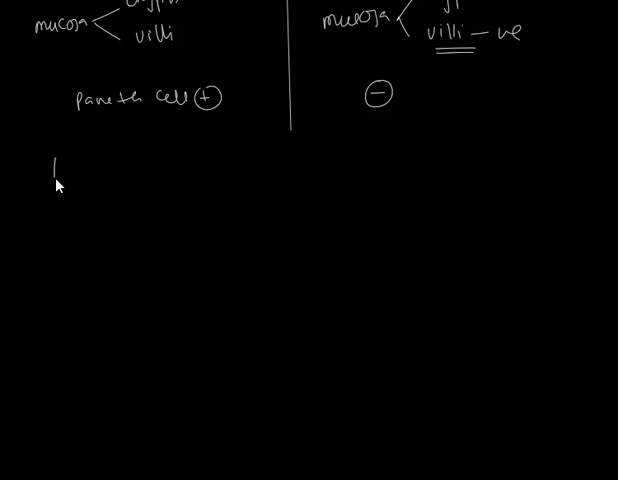 mucosa
villi
paneth cell +
mucosa
villi - ve
-